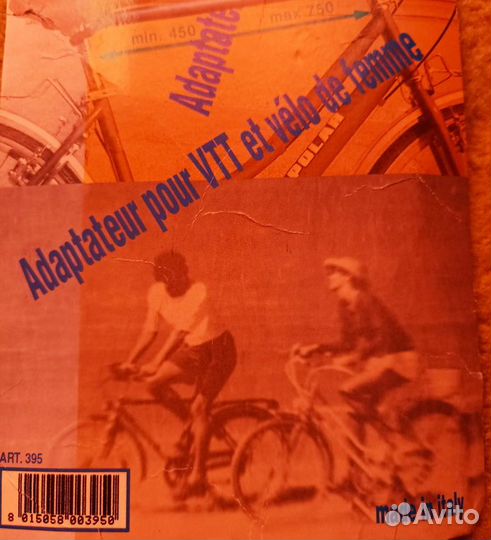 min. 450
max 750
Adaptate
Adaptateur pour VTT et vélo de femme
POLAR
ART. 395
8 015058 003950
made in italy
Avito